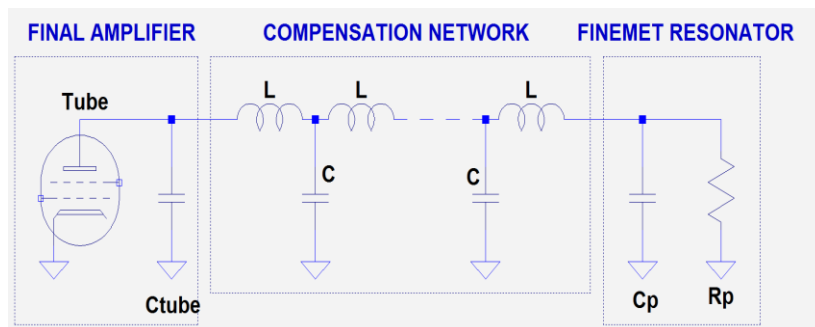 FINAL AMPLIFIER
COMPENSATION NETWORK
FINEMET RESONATOR
Tube
L
L
L
C
C
Ctube
Cp
Rp